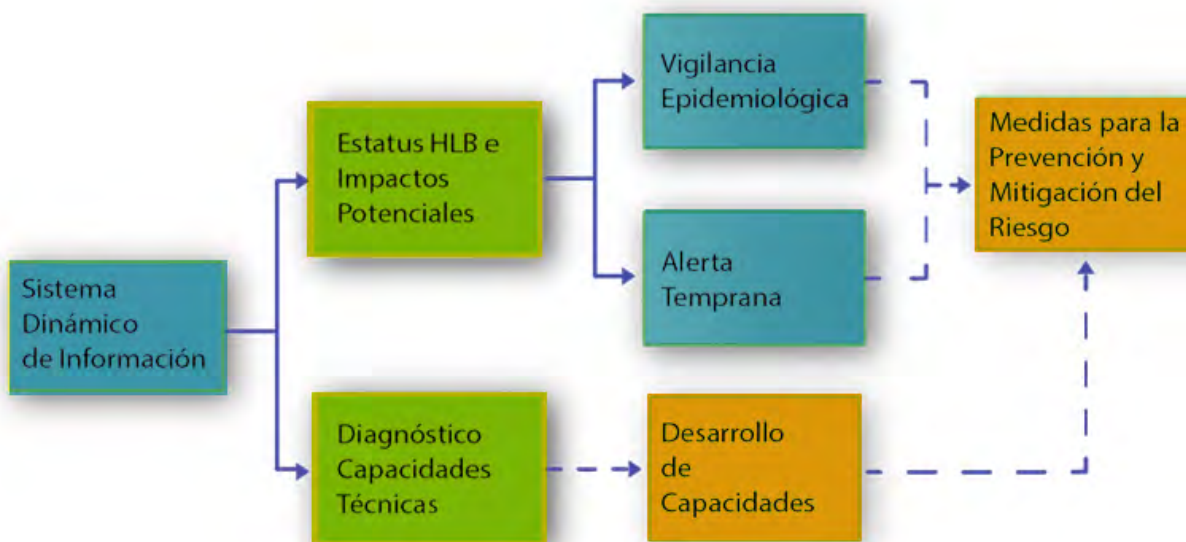 Sistema
Dinámico
de Información
Estatus HLB e
Impactos
Potenciales
Diagnóstico
Capacidades
Técnicas
Vigilancia
Epidemiológica
Alerta
Temprana
Desarrollo
de
Capacidades
Medidas para la
Prevención y
Mitigación del
Riesgo